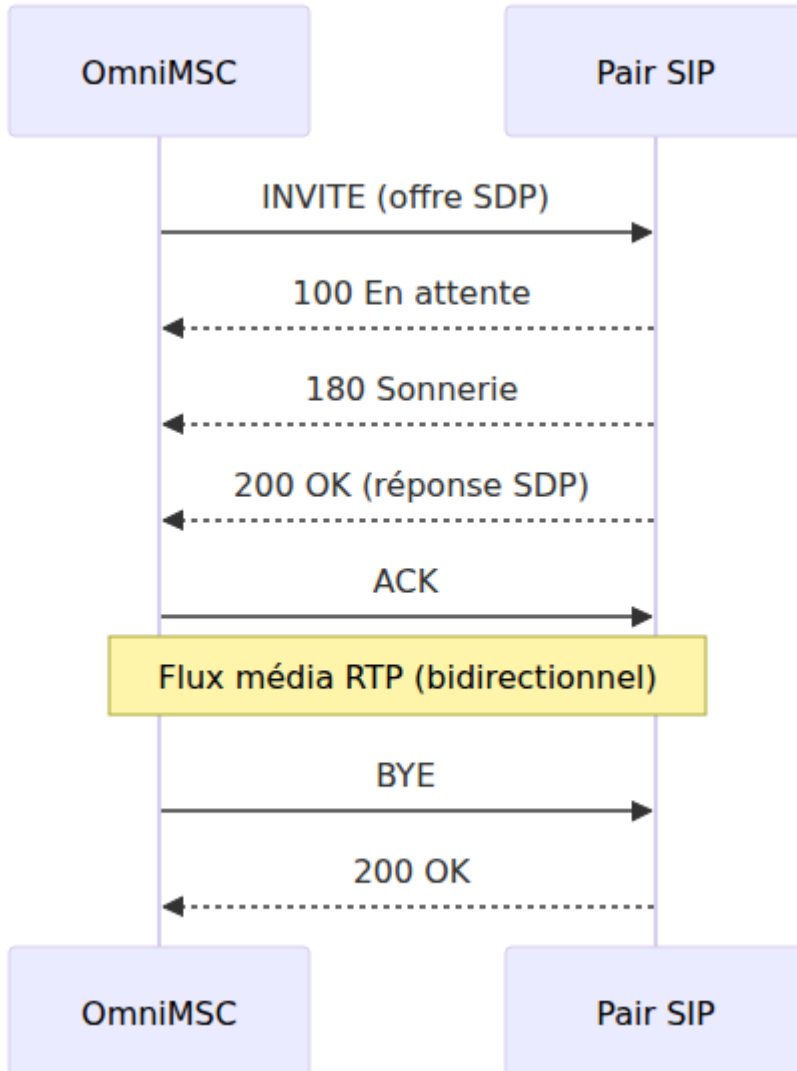 OmniMSC
Pair SIP
INVITE (offre SDP)
100 En attente
180 Sonnerie
200 OK (réponse SDP)
ACK
Flux média RTP (bidirectionnel)
BYE
200 OK
OmniMSC
Pair SIP